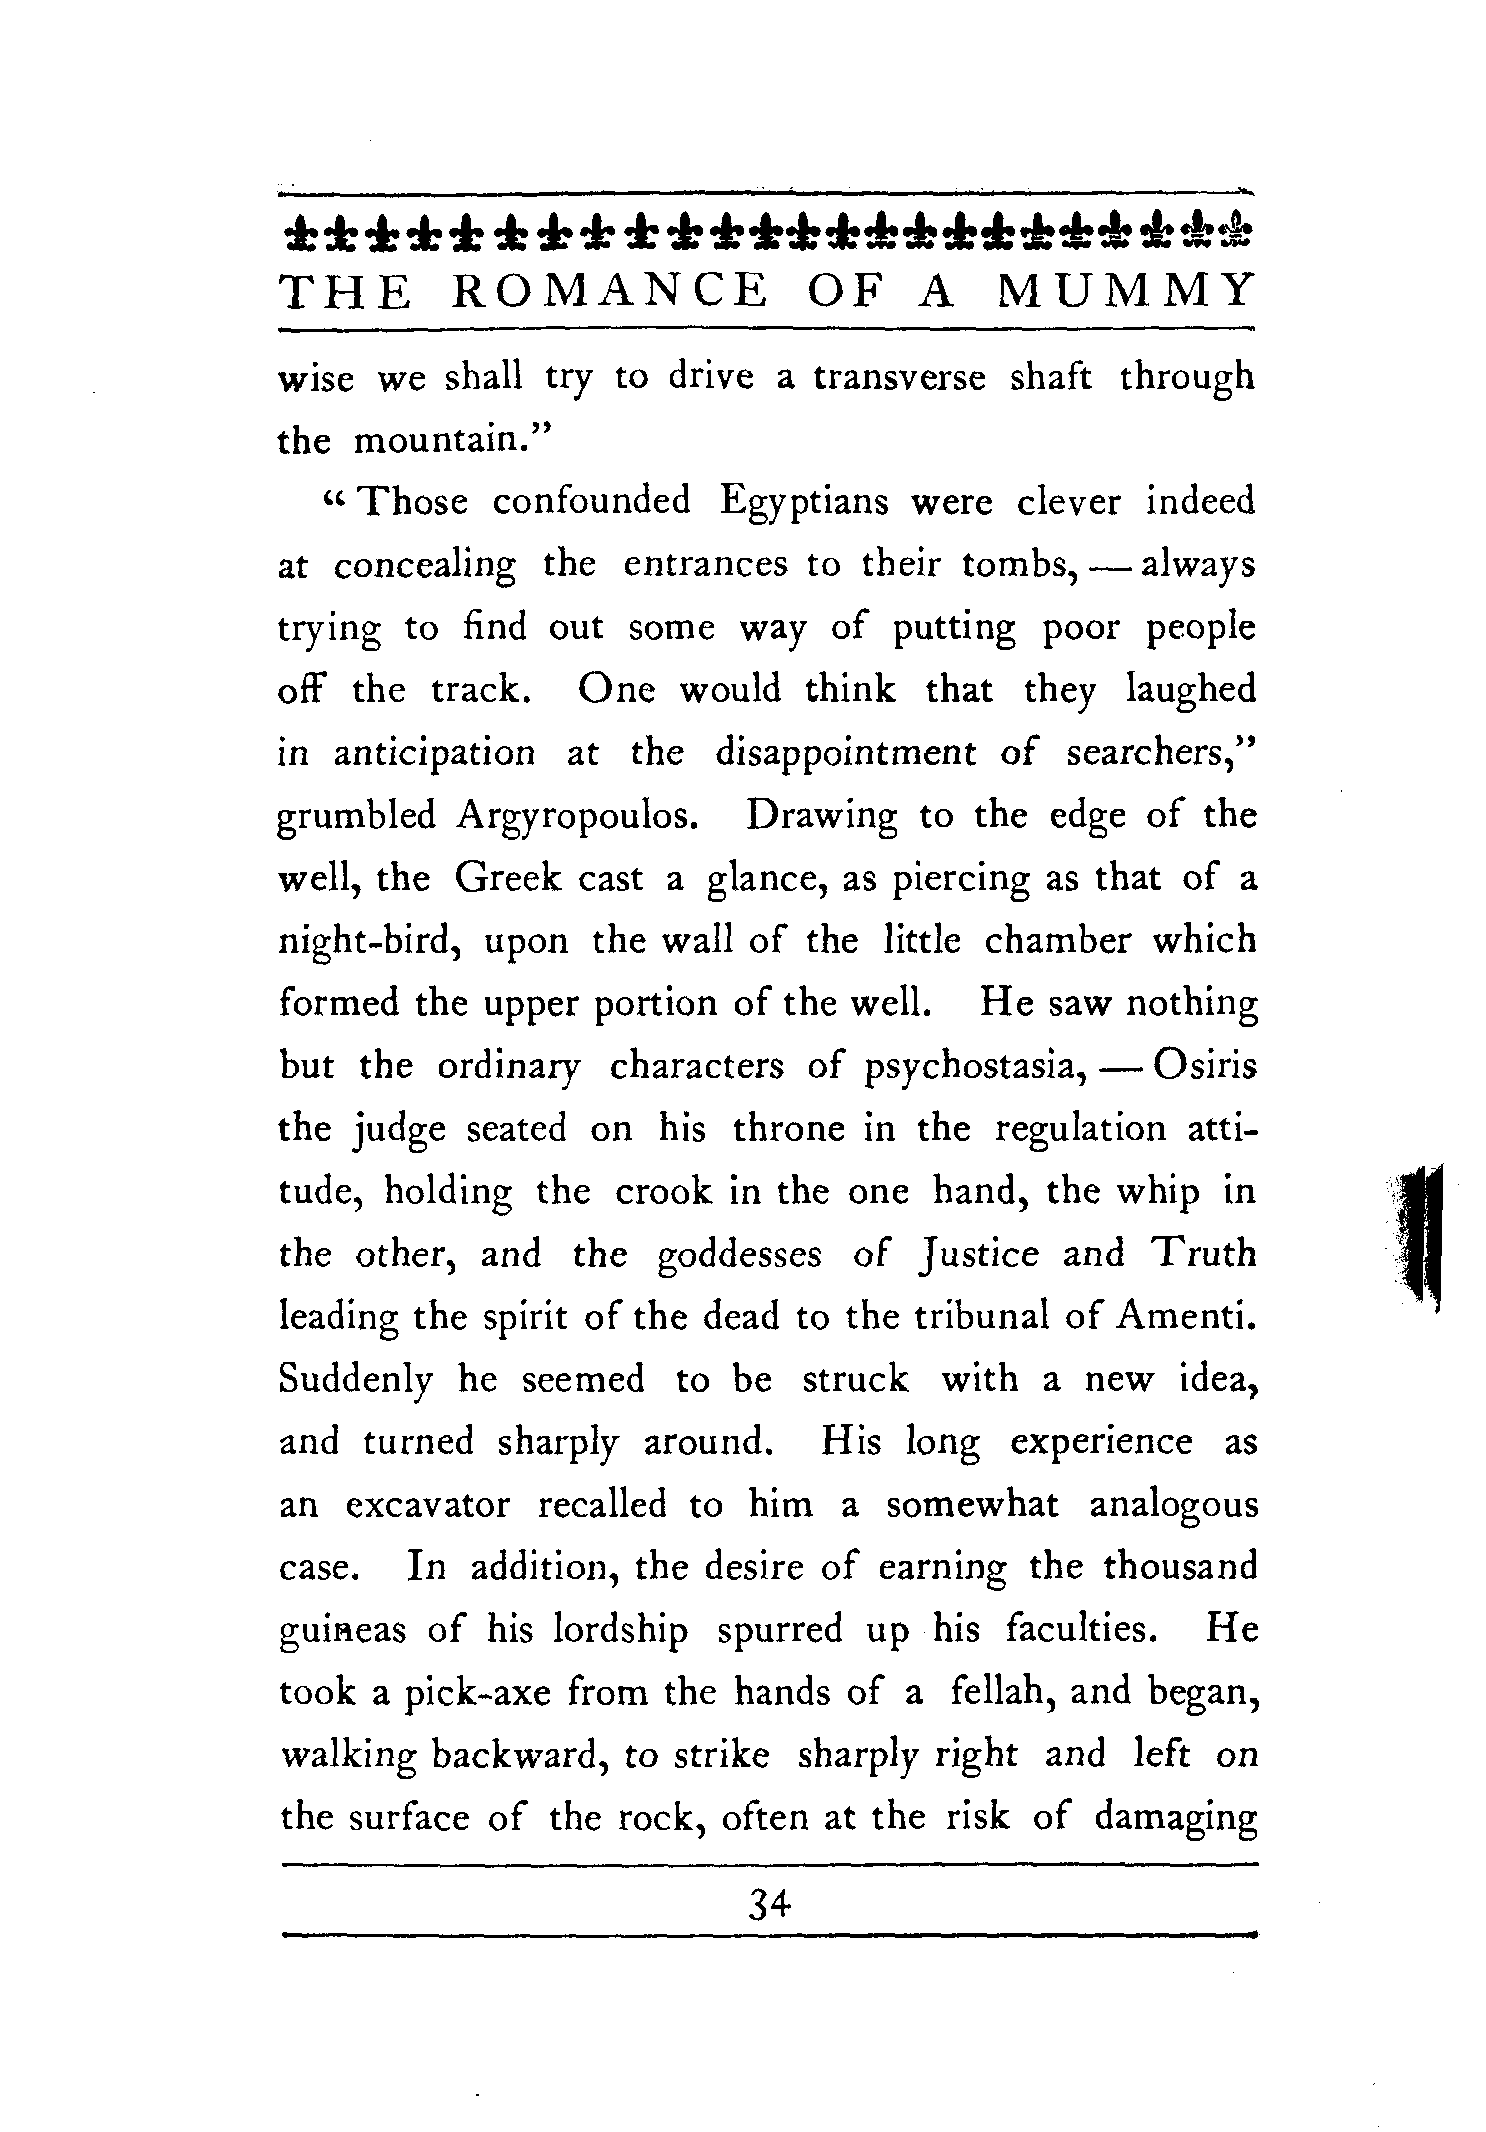 THE ROMANCE OF A MUMMY
wise we shall try to drive a transverse shaft through
the mountain.”
“Those confounded Egyptians were clever indeed
at concealing the entrances to their tombs, — always
trying to find out some way of putting poor people
off the track. One would think that they laughed
in anticipation at the disappointment of searchers,”
grumbled Argyropoulos. Drawing to the edge of the
well, the Greek cast a glance, as piercing as that of a
night-bird, upon the wall of the little chamber which
formed the upper portion of the well. He saw nothing
but the ordinary characters of psychostasia, — Osiris
the judge seated on his throne in the regulation atti-
tude, holding the crook in the one hand, the whip in
the other, and the goddesses of Justice and Truth
leading the spirit of the dead to the tribunal of Amenti.
Suddenly he seemed to be struck with a new idea,
and turned sharply around. His long experience as
an excavator recalled to him a somewhat analogous
case. In addition, the desire of earning the thousand
guineas of his lordship spurred up his faculties. He
took a pick-axe from the hands of a fellah, and began,
walking backward, to strike sharply right and left on
the surface of the rock, often at the risk of damaging
34